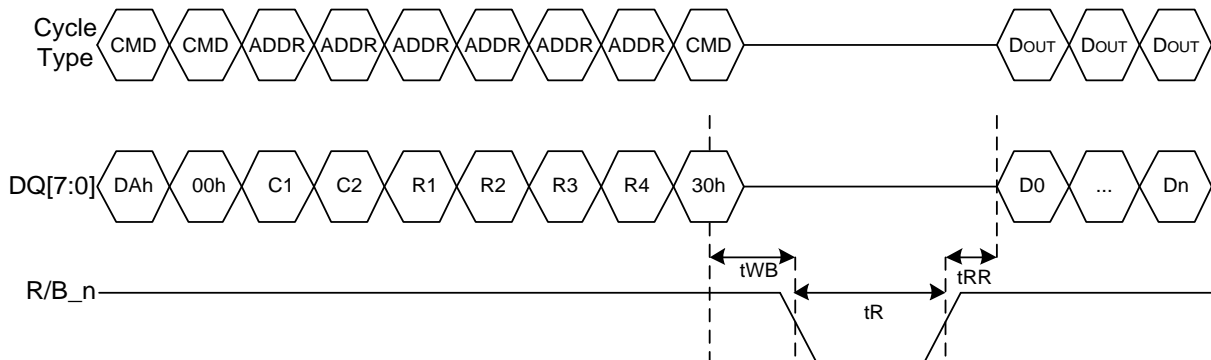 Cycle Type CMD CMD ADDR ADDR ADDR ADDR ADDR ADDR CMD DOUT DOUT DOUT
DQ[7:0] DAh 00h C1 C2 R1 R2 R3 R4 30h D0 ... Dn
tWB tRR
R/B_n tR